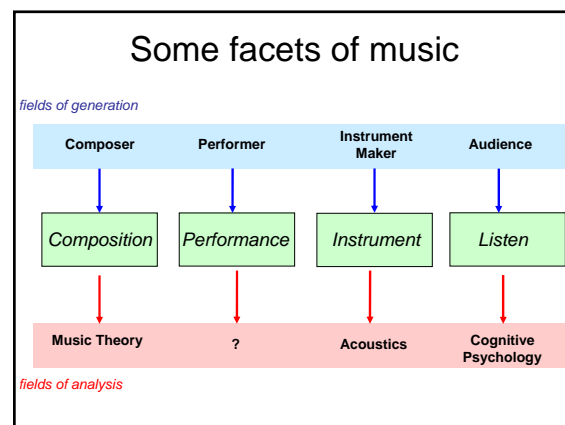 Some facets of music
fields of generation
Composer Performer Instrument Maker Audience
Composition Performance Instrument Listen
Music Theory ? Acoustics Cognitive Psychology
fields of analysis